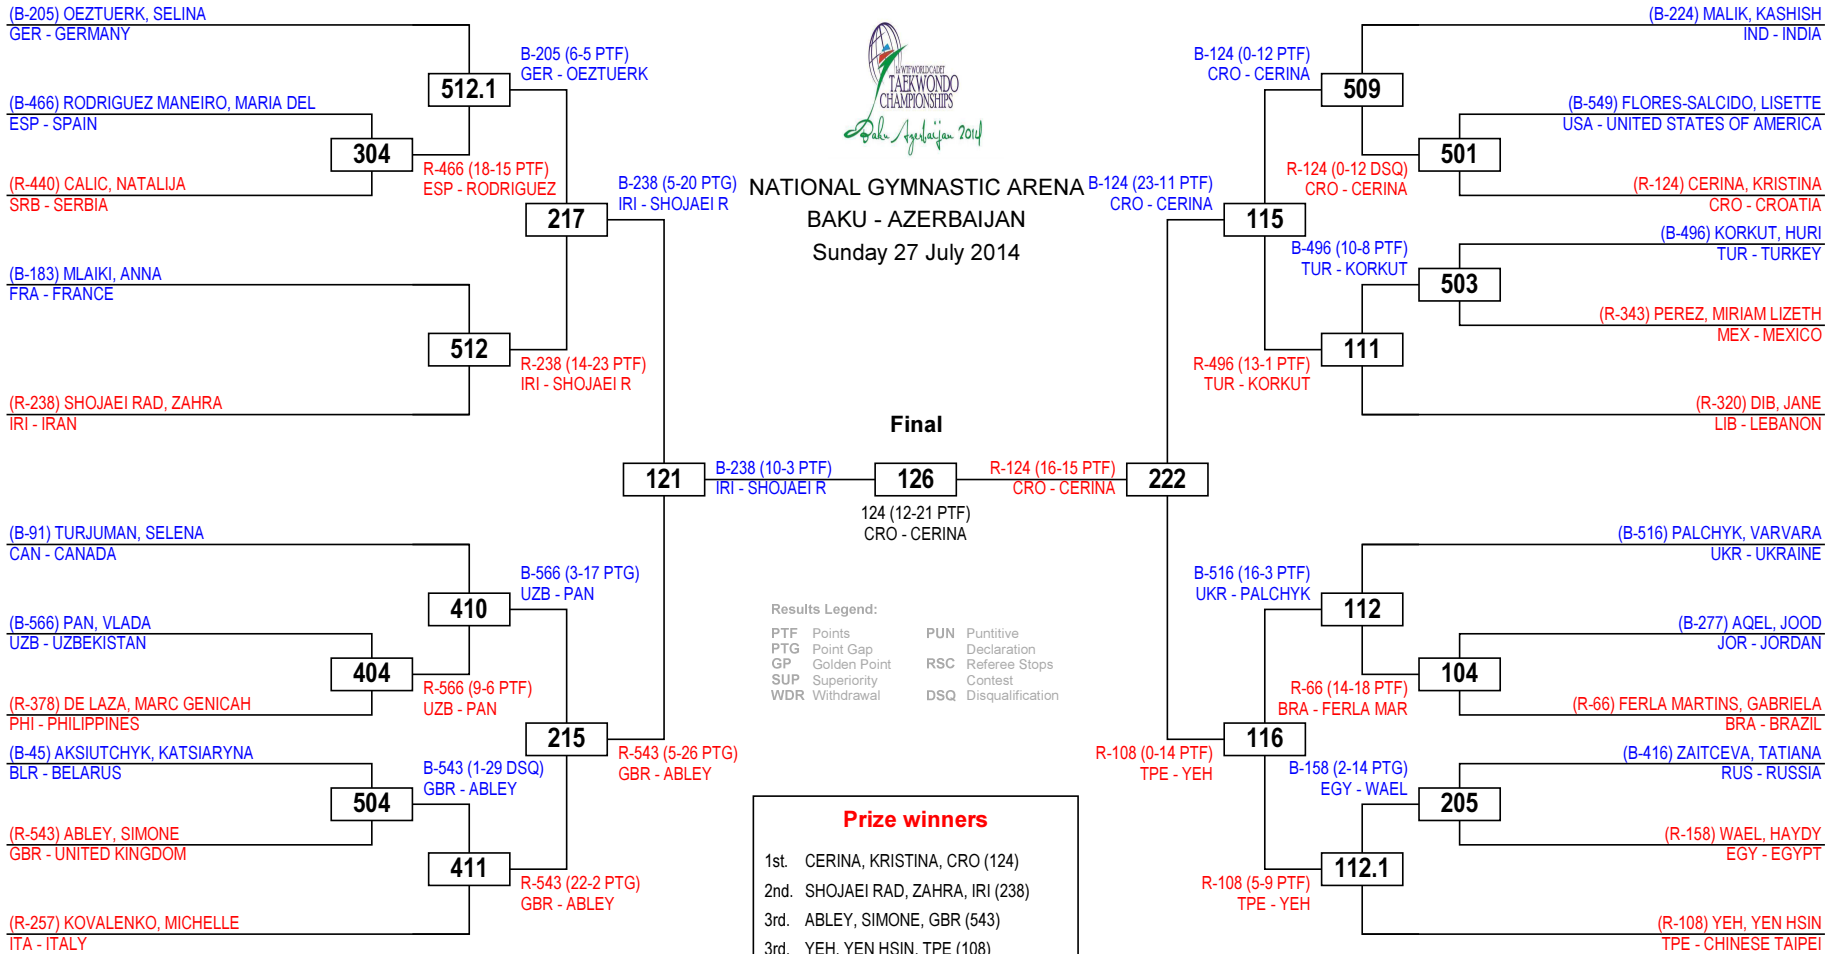 (B-205) OEZTUERK, SELINA
GER - GERMANY
(B-466) RODRIGUEZ MANEIRO, MARIA DEL
ESP - SPAIN
(R-440) CALIC, NATALIJA
SRB - SERBIA
(B-183) MLAIKI, ANNA
FRA - FRANCE
(R-238) SHOJAEI RAD, ZAHRA
IRI - IRAN
(B-91) TURJUMAN, SELENA
CAN - CANADA
(B-566) PAN, VLADA
UZB - UZBEKISTAN
(R-378) DE LAZA, MARC GENICAH
PHI - PHILIPPINES
(B-45) AKSIUTCHYK, KATSIARYNA
BLR - BELARUS
(R-543) ABLEY, SIMONE
GBR - UNITED KINGDOM
(R-257) KOVALENKO, MICHELLE
ITA - ITALY
304
404
504
512.1
512
410
411
R-466 (18-15 PTF)
ESP - RODRIGUEZ
R-566 (9-6 PTF)
UZB - PAN
B-543 (1-29 DSQ)
GBR - ABLEY
B-205 (6-5 PTF)
GER - OEZTUERK
R-238 (14-23 PTF)
IRI - SHOJAEI R
B-566 (3-17 PTG)
UZB - PAN
R-543 (22-2 PTG)
GBR - ABLEY
217
215
B-238 (5-20 PTG)
IRI - SHOJAEI R
R-543 (5-26 PTG)
GBR - ABLEY
121
B-238 (10-3 PTF)
IRI - SHOJAEI R
1st WTF WORLD CADET
TAEKWONDO
CHAMPIONSHIPS
Baku Azerbaijan 2014
NATIONAL GYMNASTIC ARENA
BAKU - AZERBAIJAN
Sunday 27 July 2014
Final
126
124 (12-21 PTF)
CRO - CERINA
Results Legend:
PTF Points
PTG Point Gap
GP Golden Point
SUP Superiority
WDR Withdrawal
PUN Puntitive
Declaration
RSC Referee Stops
Contest
DSQ Disqualification
Prize winners
1st. CERINA, KRISTINA, CRO (124)
2nd. SHOJAEI RAD, ZAHRA, IRI (238)
3rd. ABLEY, SIMONE, GBR (543)
3rd. YEH, YEN HSIN, TPE (108)
R-124 (16-15 PTF)
CRO - CERINA
222
B-124 (23-11 PTF)
CRO - CERINA
R-108 (0-14 PTF)
TPE - YEH
115
116
B-124 (0-12 PTF)
CRO - CERINA
R-496 (13-1 PTF)
TUR - KORKUT
B-516 (16-3 PTF)
UKR - PALCHYK
R-108 (5-9 PTF)
TPE - YEH
509
111
112
112.1
R-124 (0-12 DSQ)
CRO - CERINA
B-496 (10-8 PTF)
TUR - KORKUT
R-66 (14-18 PTF)
BRA - FERLA MAR
B-158 (2-14 PTG)
EGY - WAEL
501
503
104
205
(B-224) MALIK, KASHISH
IND - INDIA
(B-549) FLORES-SALCIDO, LISETTE
USA - UNITED STATES OF AMERICA
(R-124) CERINA, KRISTINA
CRO - CROATIA
(B-496) KORKUT, HURI
TUR - TURKEY
(R-343) PEREZ, MIRIAM LIZETH
MEX - MEXICO
(R-320) DIB, JANE
LIB - LEBANON
(B-516) PALCHYK, VARVARA
UKR - UKRAINE
(B-277) AQEL, JOOD
JOR - JORDAN
(R-66) FERLA MARTINS, GABRIELA
BRA - BRAZIL
(B-416) ZAITCEVA, TATIANA
RUS - RUSSIA
(R-158) WAEL, HAYDY
EGY - EGYPT
(R-108) YEH, YEN HSIN
TPE - CHINESE TAIPEI